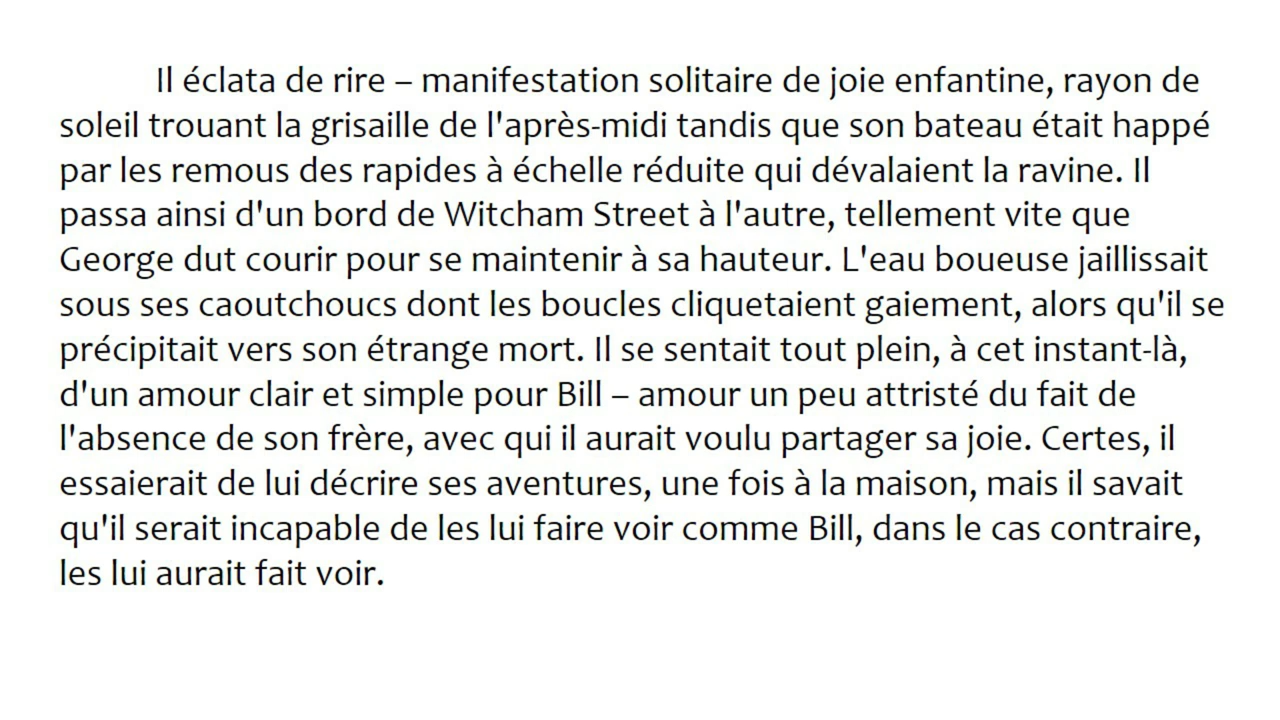 Il éclata de rire – manifestation solitaire de joie enfantine, rayon de
soleil trouant la grisaille de l'après-midi tandis que son bateau était happé
par les remous des rapides à échelle réduite qui dévalaient la ravine. Il
passa ainsi d'un bord de Witcham Street à l'autre, tellement vite que
George dut courir pour se maintenir à sa hauteur. L'eau boueuse jaillissait
sous ses caoutchoucs dont les boucles cliquetaient gaiement, alors qu'il se
précipitait vers son étrange mort. Il se sentait tout plein, à cet instant-là,
d'un amour clair et simple pour Bill – amour un peu attristé du fait de
l'absence de son frère, avec qui il aurait voulu partager sa joie. Certes, il
essaierait de lui décrire ses aventures, une fois à la maison, mais il savait
qu'il serait incapable de les lui faire voir comme Bill, dans le cas contraire,
les lui aurait fait voir.